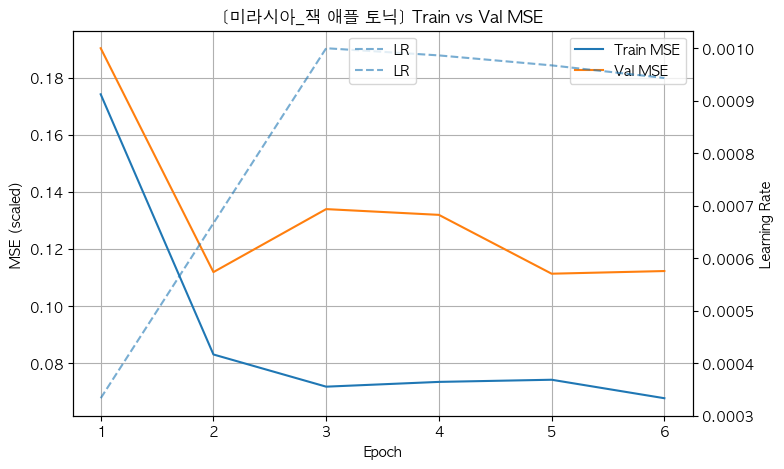 [미라시아_잭 애플 토닉] Train vs Val MSE
LR
LR
Train MSE
Val MSE
MSE (scaled)
0.18
0.16
0.14
0.12
0.10
0.08
0.0010
0.0009
0.0008
0.0007
0.0006
0.0005
0.0004
0.0003
Learning Rate
1 2 3 4 5 6
Epoch